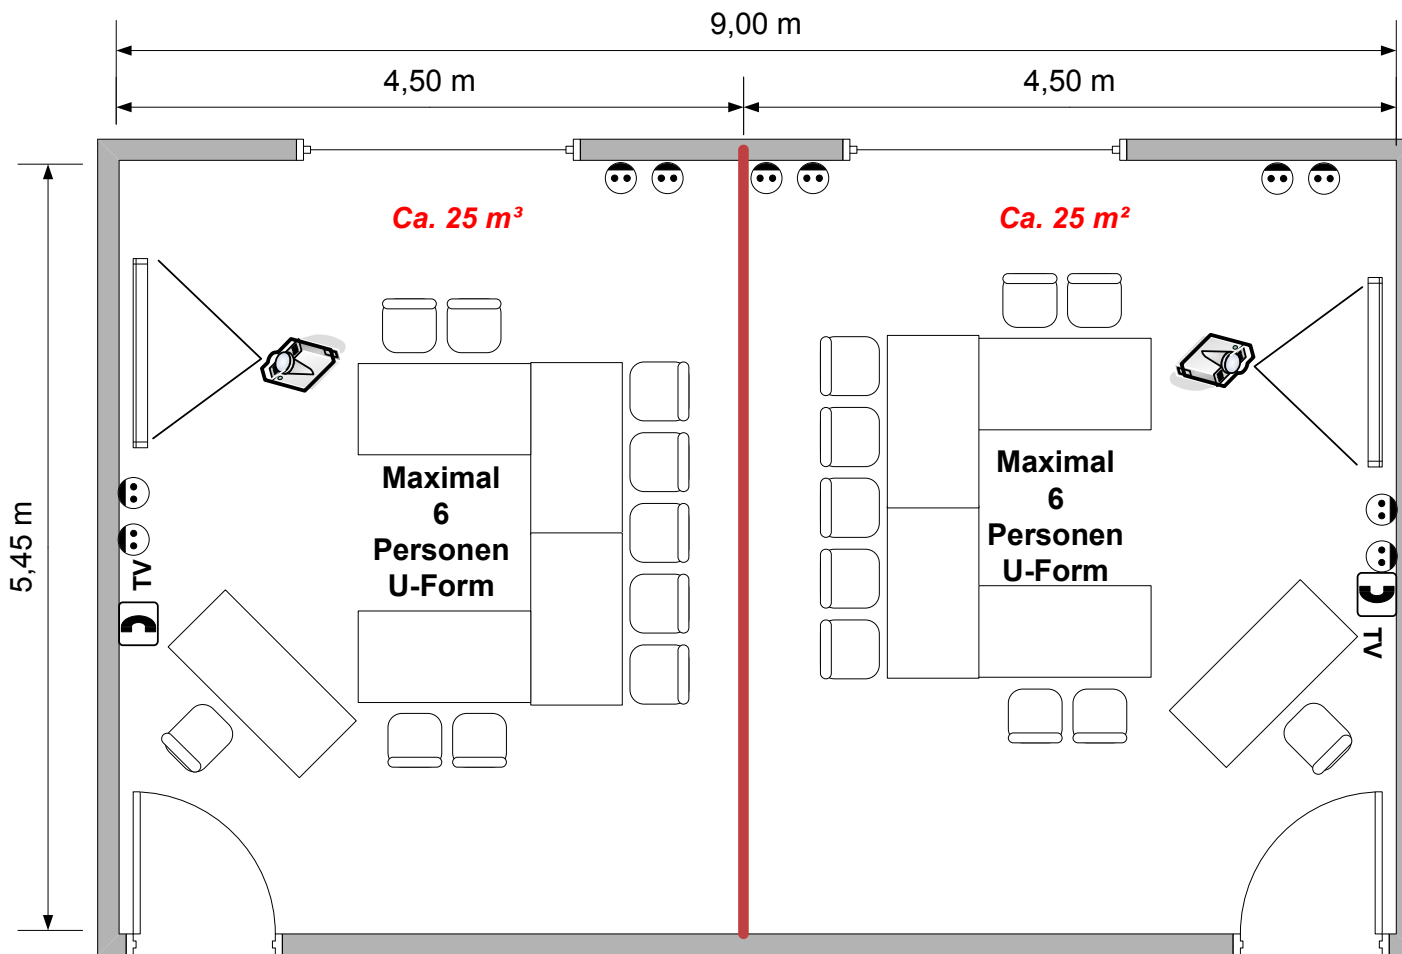 9,00 m
4,50 m
4,50 m
Ca. 25 m³
Ca. 25 m²
5,45 m
Maximal
6
Personen
U-Form
Maximal
6
Personen
U-Form
TV
TV